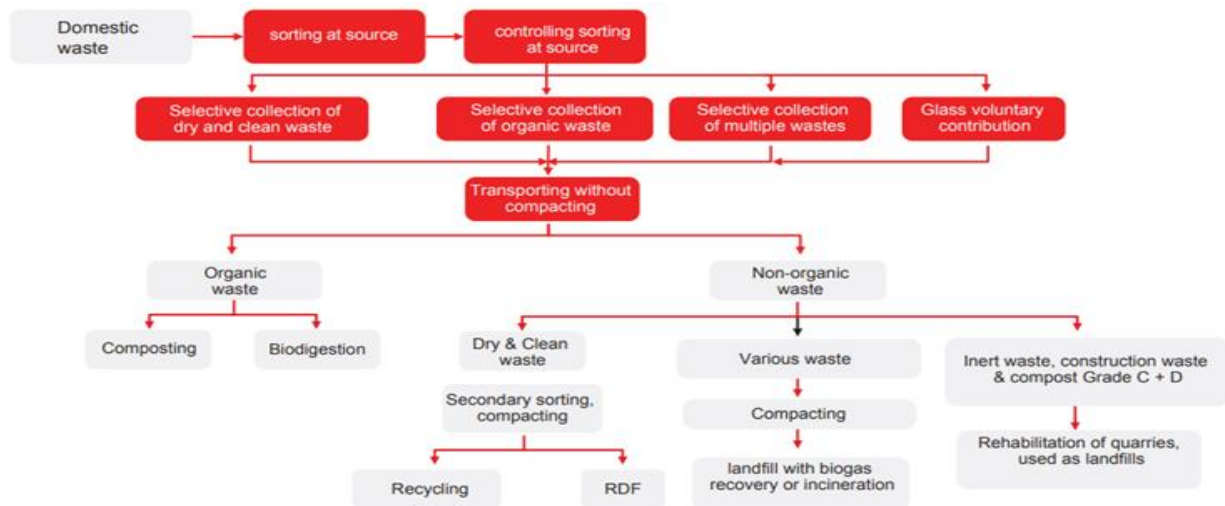 Domestic
waste
sorting at source
controlling sorting
at source
Selective collection of
dry and clean waste
Selective collection
of organic waste
Selective collection
of multiple wastes
Glass voluntary
contribution
Transporting without
compacting
Organic
waste
Non-organic
waste
Composting
Biodigestion
Dry & Clean
waste
Various waste
Inert waste, construction waste
& compost Grade C + D
Secondary sorting,
compacting
Compacting
Rehabilitation of quarries,
used as landfills
Recycling
RDF
landfill with biogas
recovery or incineration